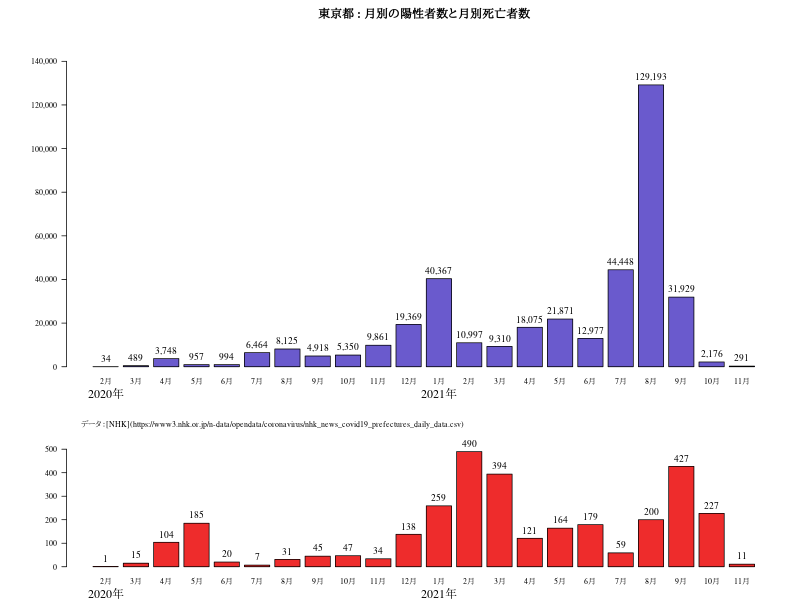 東京都 : 月別の陽性者数と月別死亡者数
140,000
120,000
100,000
80,000
60,000
40,000
20,000
0
34 489 3,748 957 994 6,464 8,125 4,918 5,350 9,861 19,369 40,367 10,997 9,310 18,075 21,871 12,977 44,448 129,193 31,929 2,176 291
2月 3月 4月 5月 6月 7月 8月 9月 10月 11月 12月 1月 2月 3月 4月 5月 6月 7月 8月 9月 10月 11月
2020年 2021年
データ : [NHK](https://www3.nhk.or.jp/n-data/opendata/coronavirus/nhk_news_covid19_prefectures_daily_data.csv)
500
400
300
200
100
0
1 15 104 185 20 7 31 45 47 34 138 259 490 394 121 164 179 59 200 427 227 11
2月 3月 4月 5月 6月 7月 8月 9月 10月 11月 12月 1月 2月 3月 4月 5月 6月 7月 8月 9月 10月 11月
2020年 2021年